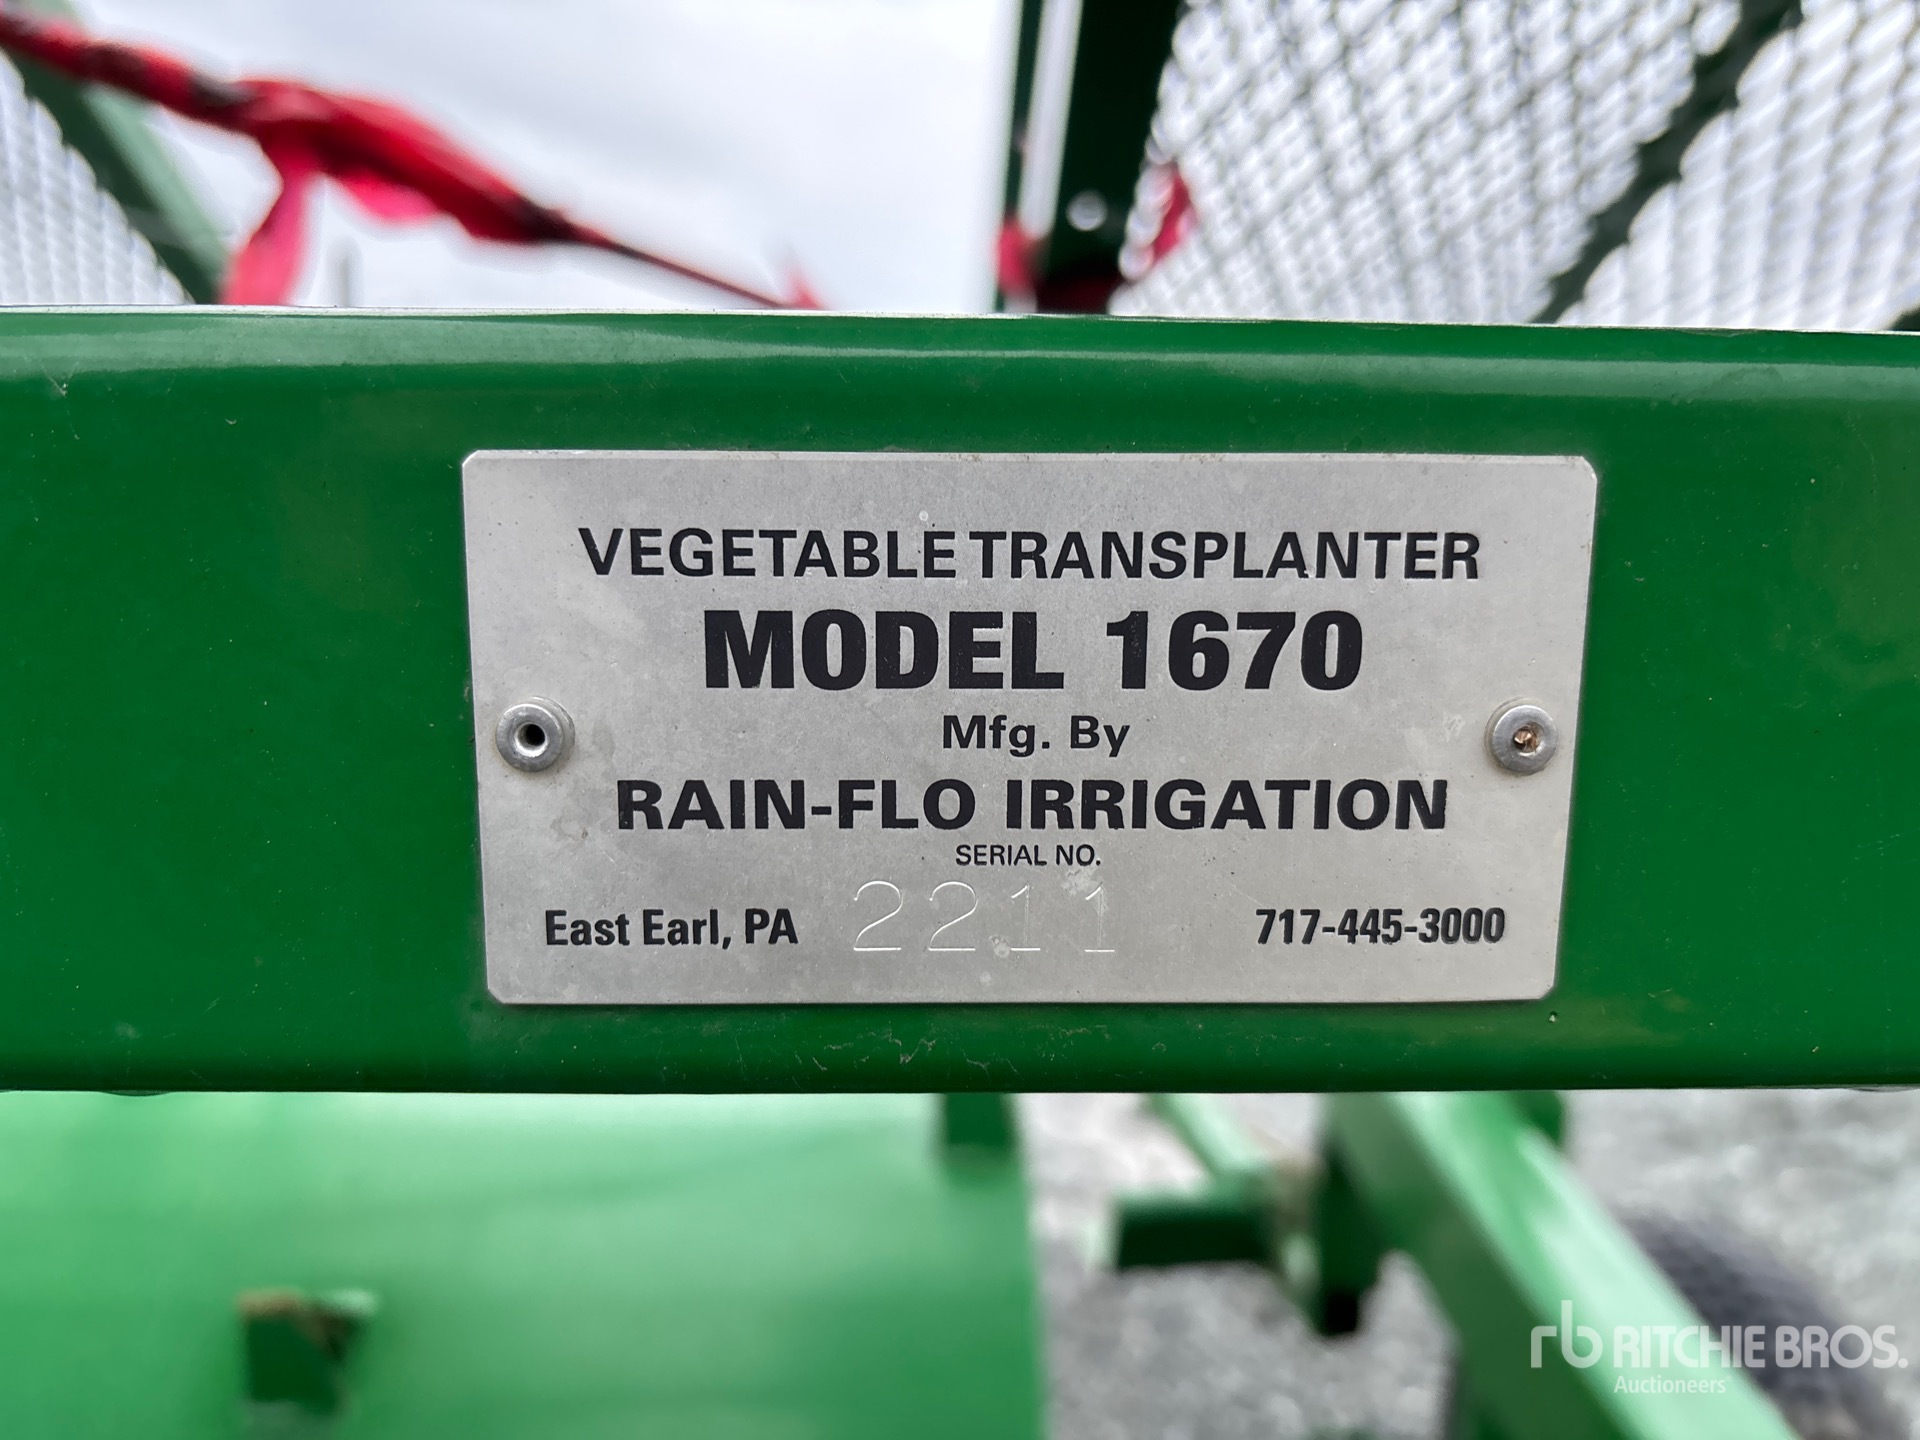 VEGETABLE TRANSPLANTER
MODEL 1670
Mfg. By
RAIN-FLO IRRIGATION
SERIAL NO.
East Earl, PA 2211 717-445-3000
rb RITCHIE BROS.
Auctioneers